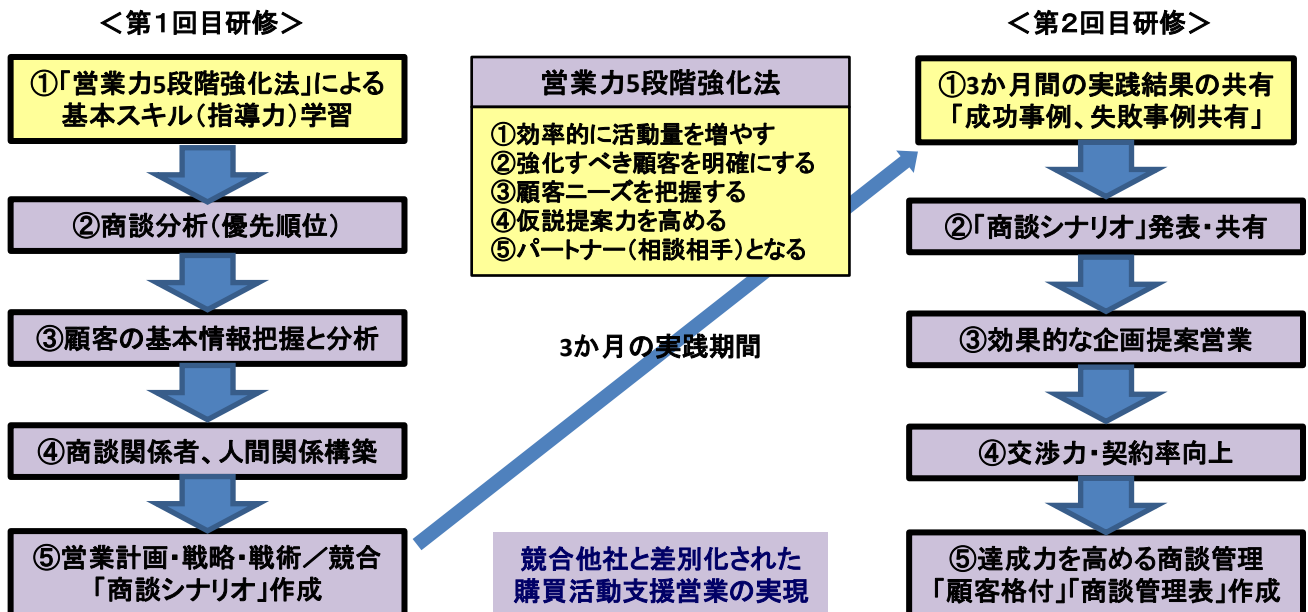 ＜第１回目研修＞
①「営業力5段階強化法」による
基本スキル（指導力）学習
②商談分析（優先順位）
③顧客の基本情報把握と分析
④商談関係者、人間関係構築
⑤営業計画・戦略・戦術／競合
「商談シナリオ」作成
営業力5段階強化法
①効率的に活動量を増やす
②強化すべき顧客を明確にする
③顧客ニーズを把握する
④仮説提案力を高める
⑤パートナー（相談相手）となる
3か月の実践期間
競合他社と差別化された
購買活動支援営業の実現
＜第２回目研修＞
①3か月間の実践結果の共有
「成功事例、失敗事例共有」
②「商談シナリオ」発表・共有
③効果的な企画提案営業
④交渉力・契約率向上
⑤達成力を高める商談管理
「顧客格付」「商談管理表」作成